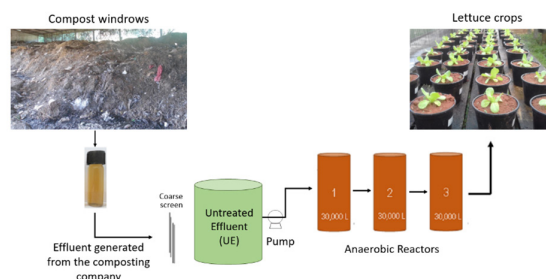 Compost windrows
Lettuce crops
Coarse
screen
Untreated
Effluent
(UE)
Pump
1
30,000 L
2
30,000 L
3
30,000 L
Anaerobic Reactors
Effluent generated
from the composting
company